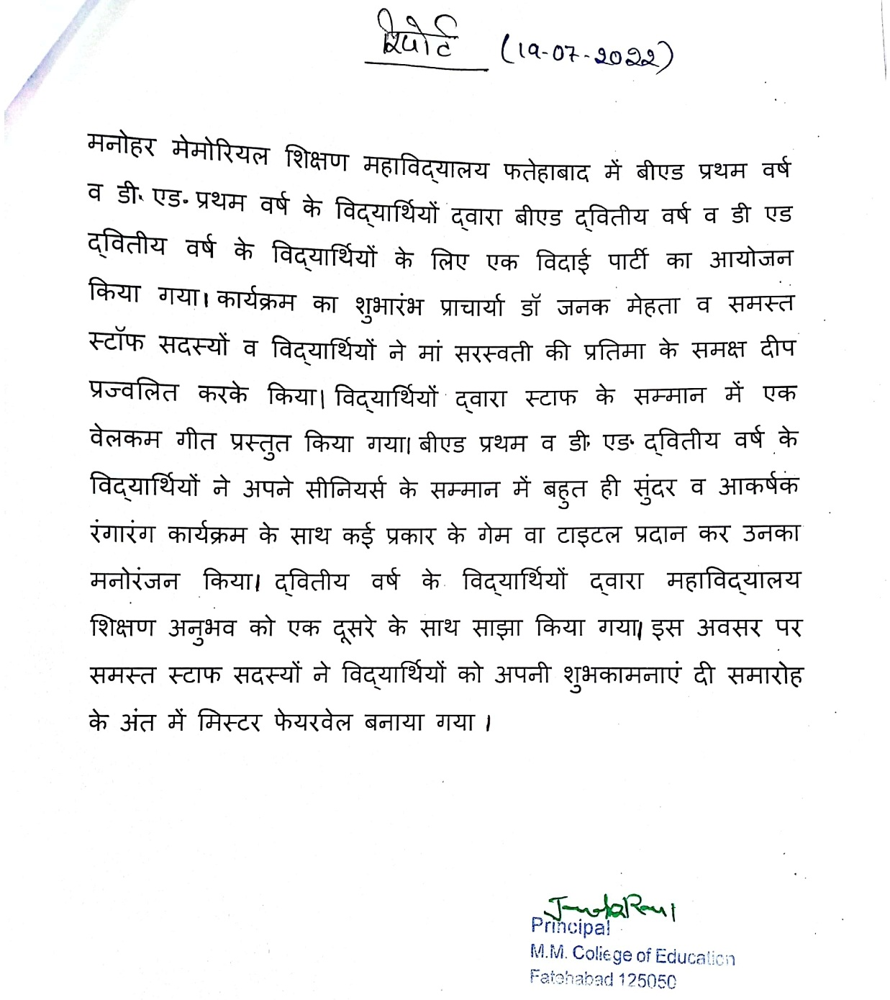 रिपोर्ट (19-07-2022)
मनोहर मेमोरियल शिक्षण महाविद्यालय फतेहाबाद में बीएड प्रथम वर्ष
व डी. एड. प्रथम वर्ष के विद्यार्थियों द्वारा बीएड द्वितीय वर्ष व डी एड
द्वितीय वर्ष के विद्यार्थियों के लिए एक विदाई पार्टी का आयोजन
किया गया। कार्यक्रम का शुभारंभ प्राचार्या डॉ जनक मेहता व समस्त
स्टॉफ सदस्यों व विद्यार्थियों ने मां सरस्वती की प्रतिमा के समक्ष दीप
प्रज्वलित करके किया। विद्यार्थियों द्वारा स्टाफ के सम्मान में एक
वेलकम गीत प्रस्तुत किया गया। बीएड प्रथम व डी. एड. द्वितीय वर्ष के
विद्यार्थियों ने अपने सीनियर्स के सम्मान में बहुत ही सुंदर व आकर्षक
रंगारंग कार्यक्रम के साथ कई प्रकार के गेम वा टाइटल प्रदान कर उनका
मनोरंजन किया। द्वितीय वर्ष के विद्यार्थियों द्वारा महाविद्यालय
शिक्षण अनुभव को एक दूसरे के साथ साझा किया गया। इस अवसर पर
समस्त स्टाफ सदस्यों ने विद्यार्थियों को अपनी शुभकामनाएं दी समारोह
के अंत में मिस्टर फेयरवेल बनाया गया ।
Principal
M.M. College of Education
Fatehabad 125050